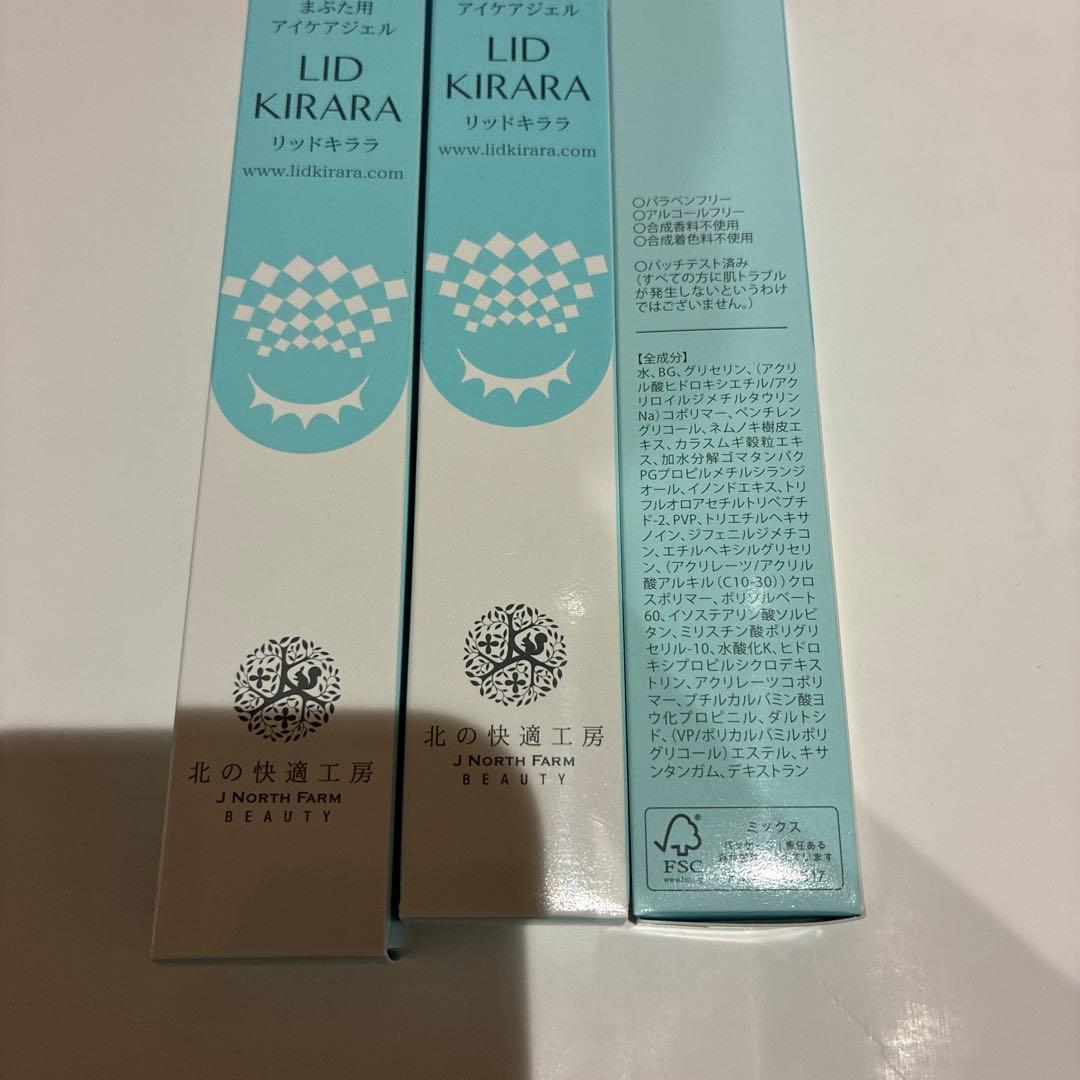 まぶた用
アイケアジェル
LID
KIRARA
リッドキララ
www.lidkirara.com
北の快適工房
J NORTH FARM
BEAUTY
アイケアジェル
LID
KIRARA
リッドキララ
www.lidkirara.com
北の快適工房
J NORTH FARM
BEAUTY
○パラベンフリー
○アルコールフリー
○合成香料不使用
○合成着色料不使用
○パッチテスト済み
(すべての方に肌トラブル
が発生しないというわけ
ではございません。)
【全成分】
水、BG、グリセリン、(アクリ
ル酸ヒドロキシエチル/アク
リロイルジメチルタウリン
Na)コポリマー、ペンチレン
グリコール、ネムノキ樹皮エ
キス、カラスムギ穀粒エキ
ス、加水分解ゴマタンパク
PGプロピルメチルシランジ
オール、イノンドエキス、トリ
フルオロアセチルトリペプチ
ド-2、PVP、トリエチルヘキサ
ノイン、ジフェニルジメチコ
ン、エチルヘキシルグリセリ
ン、(アクリレーツ/アクリル
酸アルキル(C10-30))クロ
スポリマー、ポリソルベート
60、イソステアリン酸ソルビ
タン、ミリスチン酸ポリグリ
セリル-10、水酸化K、ヒドロ
キシプロピルシクロデキス
トリン、アクリレーツコポリ
マー、ブチルカルバミン酸ヨ
ウ化プロピニル、ダルトシ
ド、(VP/ポリカルバミルポリ
グリコール)エステル、キサ
ンタンガム、デキストラン
FSC
ミックス
パッケージ 責任ある